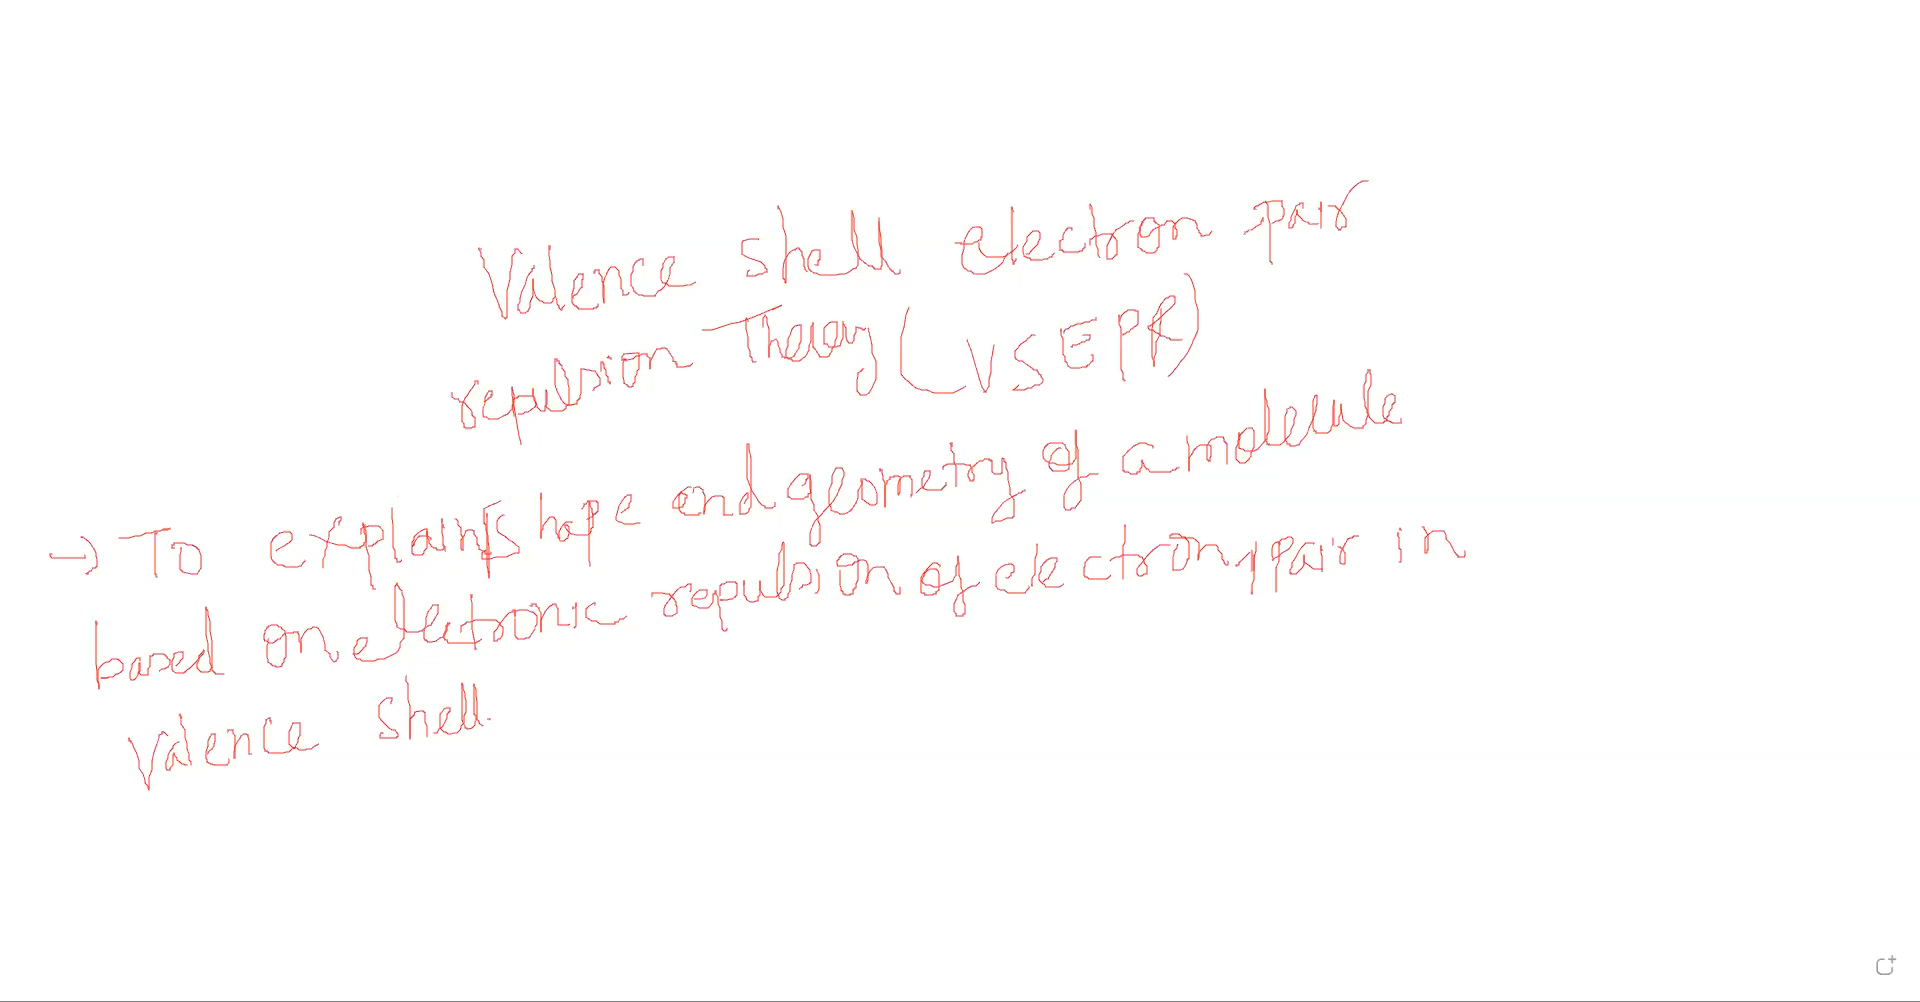 Valence shell electron pair
repulsion Theory (VSEPR)
→ To explain shape and geometry of a molecule
based on electronic repulsion of electron pair in
Valence shell.